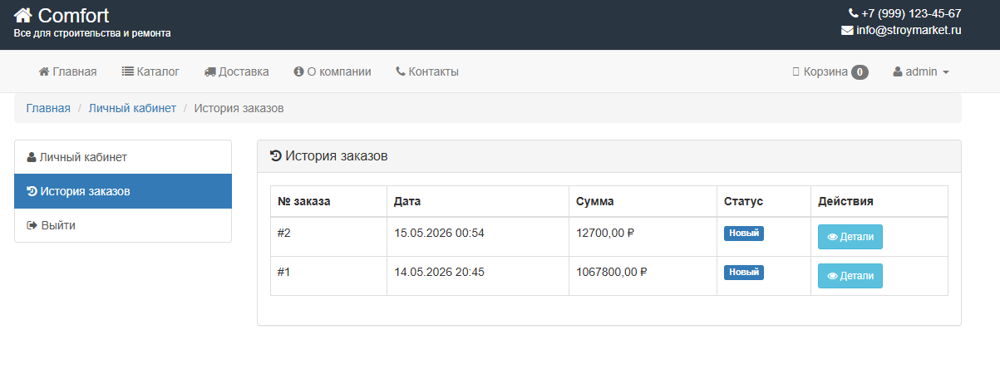 Comfort
Все для строительства и ремонта
+7 (999) 123-45-67
info@stroymarket.ru
Главная Каталог Доставка О компании Контакты Корзина 0 admin
Главная / Личный кабинет / История заказов
Личный кабинет
История заказов
Выйти
История заказов
№ заказа Дата Сумма Статус Действия
#2 15.05.2026 00:54 12700,00 ₽ Новый Детали
#1 14.05.2026 20:45 1067800,00 ₽ Новый Детали